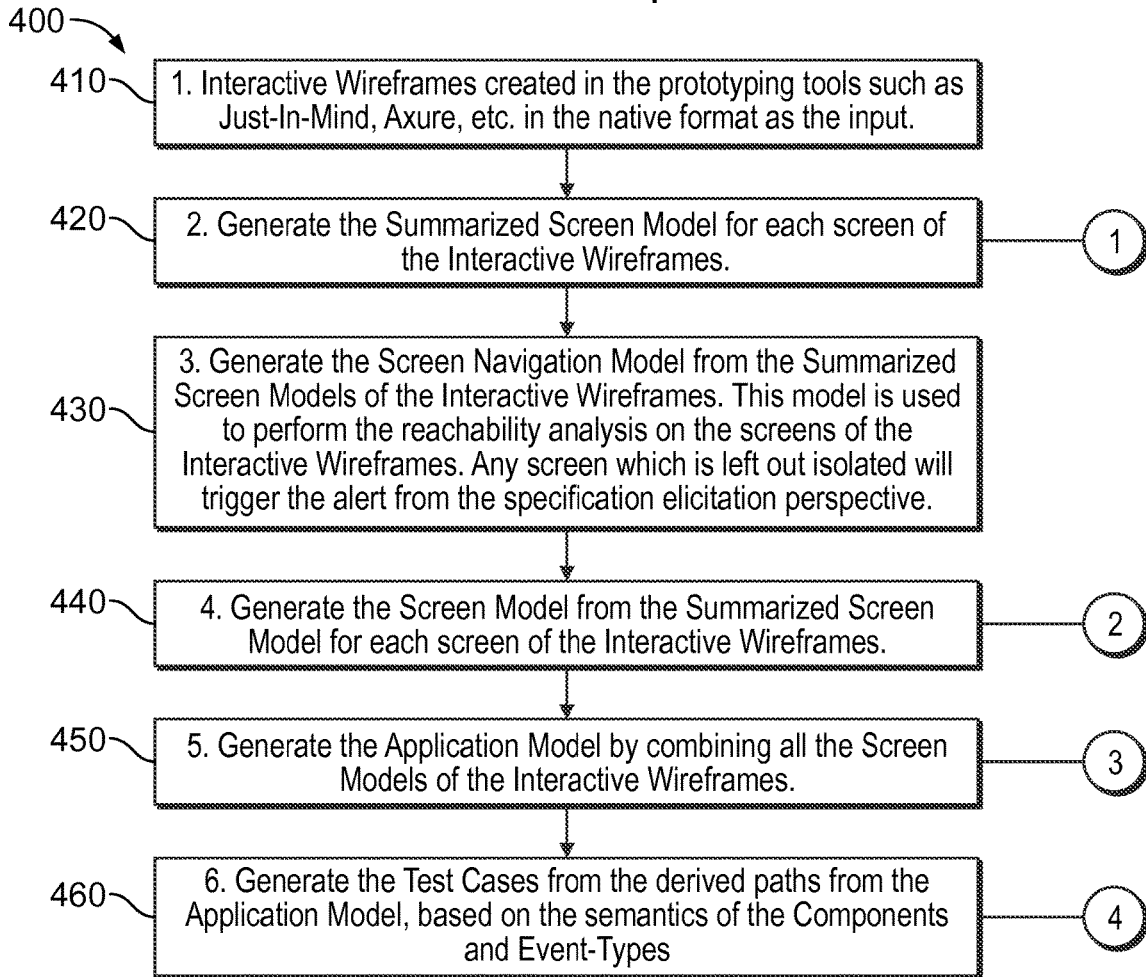 400
410
1. Interactive Wireframes created in the prototyping tools such as
Just-In-Mind, Axure, etc. in the native format as the input.
420
2. Generate the Summarized Screen Model for each screen of
the Interactive Wireframes.
1
430
3. Generate the Screen Navigation Model from the Summarized
Screen Models of the Interactive Wireframes. This model is used
to perform the reachability analysis on the screens of the
Interactive Wireframes. Any screen which is left out isolated will
trigger the alert from the specification elicitation perspective.
440
4. Generate the Screen Model from the Summarized Screen
Model for each screen of the Interactive Wireframes.
2
450
5. Generate the Application Model by combining all the Screen
Models of the Interactive Wireframes.
3
460
6. Generate the Test Cases from the derived paths from the
Application Model, based on the semantics of the Components
and Event-Types
4